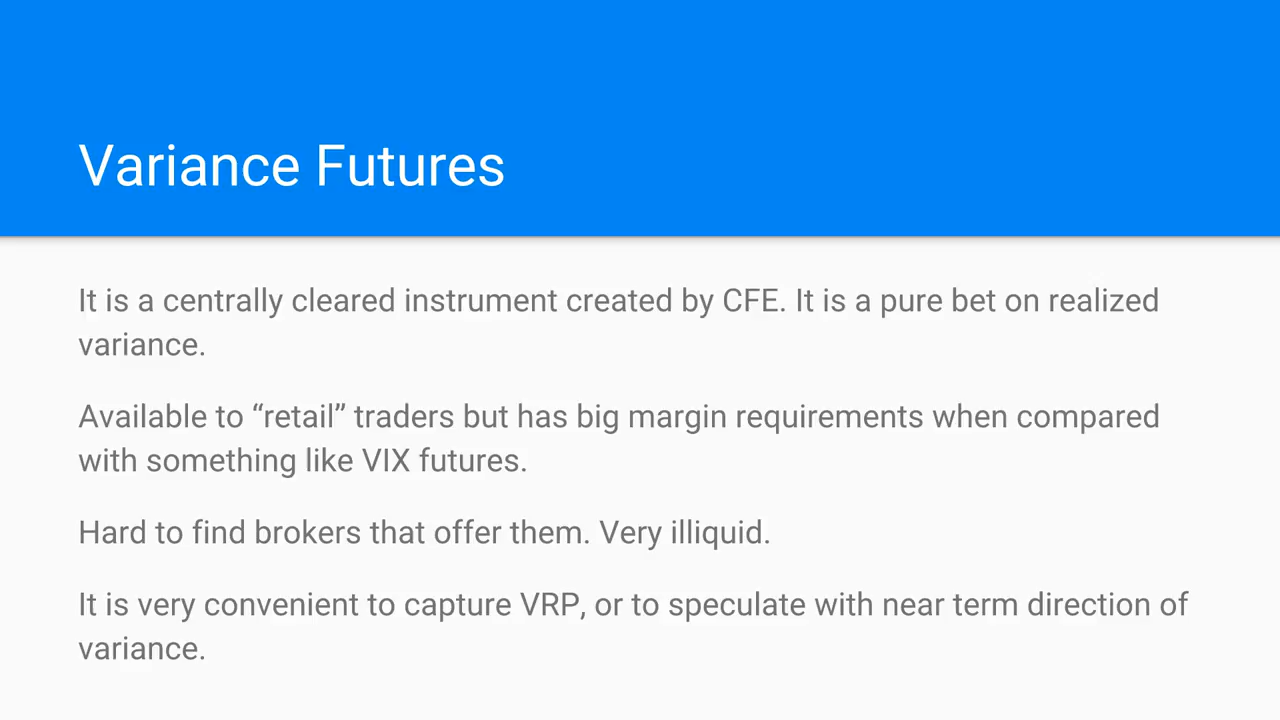 Variance Futures
It is a centrally cleared instrument created by CFE. It is a pure bet on realized
variance.
Available to “retail” traders but has big margin requirements when compared
with something like VIX futures.
Hard to find brokers that offer them. Very illiquid.
It is very convenient to capture VRP, or to speculate with near term direction of
variance.